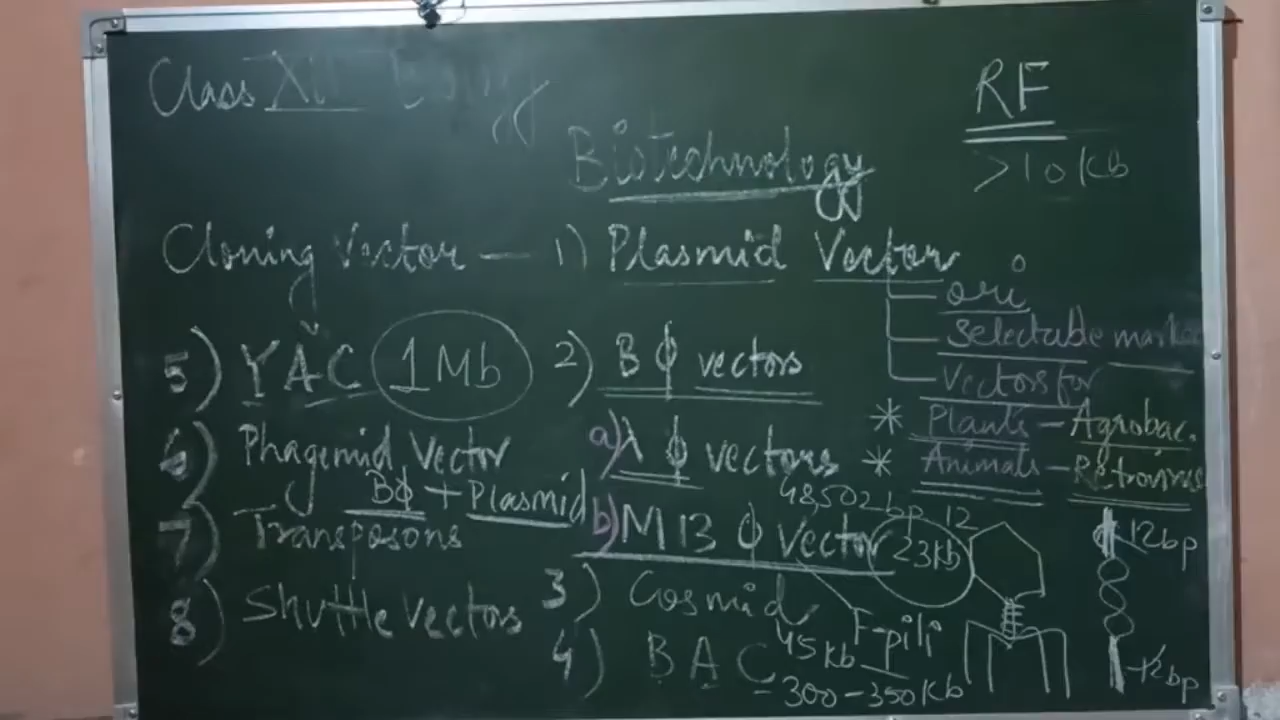 Class XII
RF
>10 kb
Biotechnology
Cloning Vector — 1) Plasmid Vector
ori
Selectable marker
Vectors for
* Plants - Agrobac.
* Animals - Retrovirus
2) BΦ vectors
a) λ Φ vectors
48,502 bp 12
b) M13 Φ Vector
23kb
F-pili
12bp
12bp
3) Cosmid
45 kb
4) BAC
300-350 Kb
5) YAC 1 Mb
6) Phagemid Vector
BΦ + Plasmid
7) Transposons
8) Shuttle Vectors